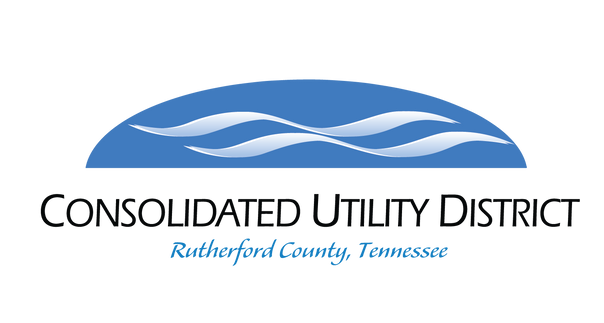 CONSOLIDATED UTILITY DISTRICT
Rutherford County, Tennessee